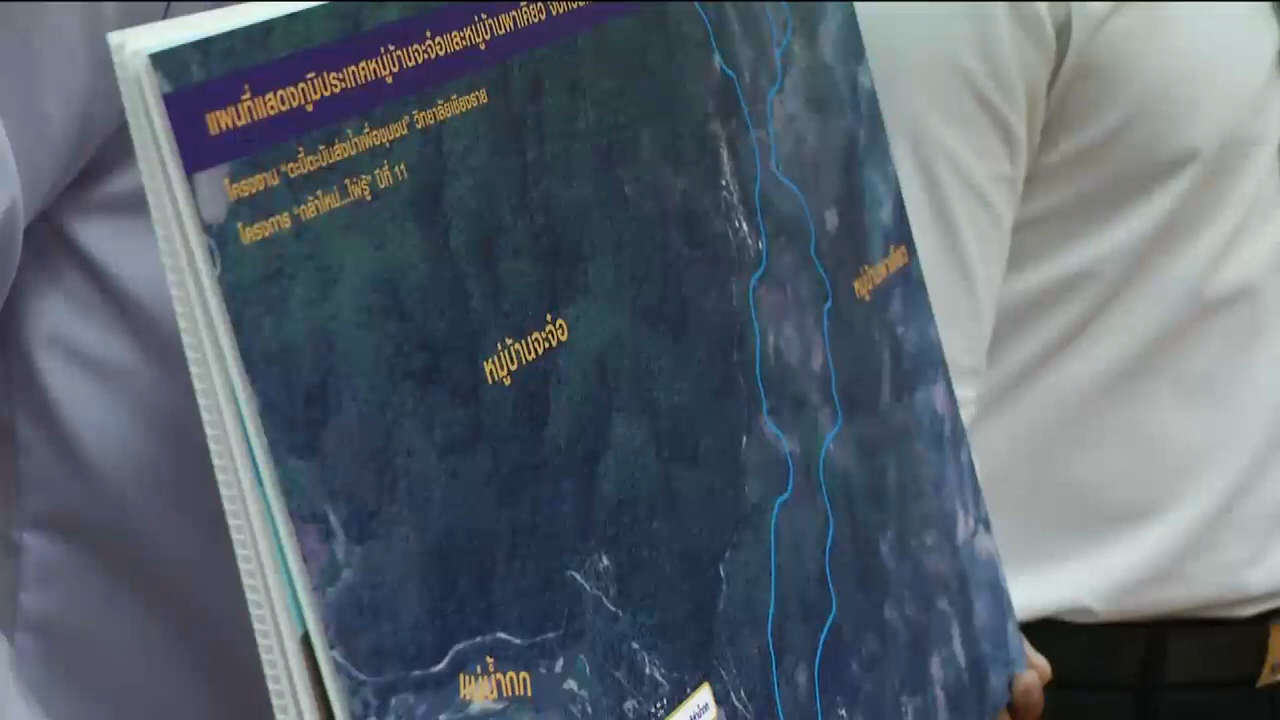 แผนที่แสดงภูมิประเทศหมู่บ้านจะจ๋อและหมู่บ้านผาเคียว
โครงงาน "ตะบี้ตะบันส่งน้ำเพื่อชุมชน" วิทยาลัยเชียงราย
โครงการ "กล้าใหม่...ใฝ่รู้" ปีที่ 11
หมู่บ้านผาเคียว
หมู่บ้านจะจ๋อ
แม่น้ำกก